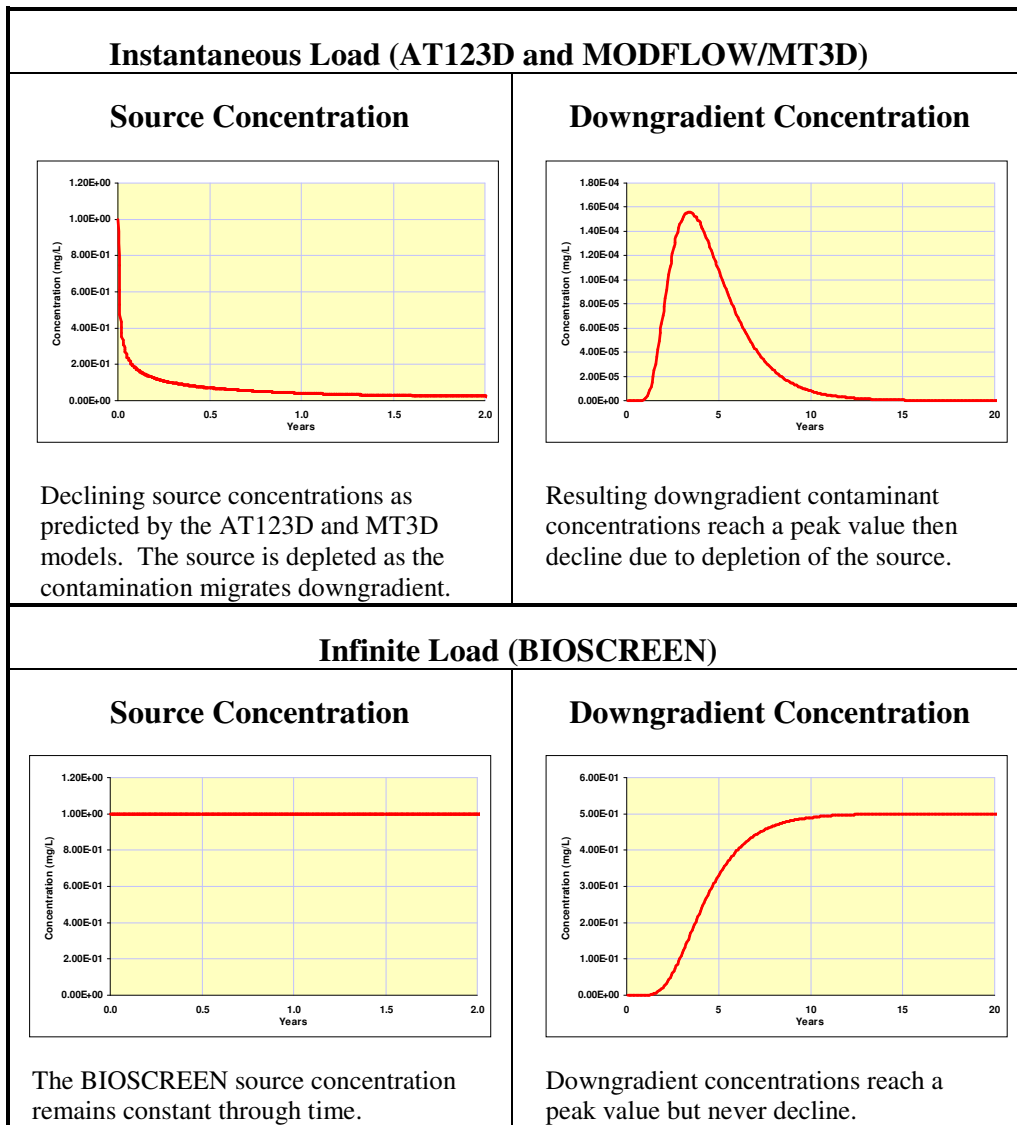 Instantaneous Load (AT123D and MODFLOW/MT3D)
Source Concentration
1.20E+00
1.00E+00
8.00E-01
6.00E-01
4.00E-01
2.00E-01
0.00E+00
Concentration (mg/L)
0.0 0.5 1.0 1.5 2.0
Years
Declining source concentrations as
predicted by the AT123D and MT3D
models. The source is depleted as the
contamination migrates downgradient.
Downgradient Concentration
1.80E-04
1.60E-04
1.40E-04
1.20E-04
1.00E-04
8.00E-05
6.00E-05
4.00E-05
2.00E-05
0.00E+00
Concentration (mg/L)
0 5 10 15 20
Years
Resulting downgradient contaminant
concentrations reach a peak value then
decline due to depletion of the source.
Infinite Load (BIOSCREEN)
Source Concentration
1.20E+00
1.00E+00
8.00E-01
6.00E-01
4.00E-01
2.00E-01
0.00E+00
Concentration (mg/L)
0.0 0.5 1.0 1.5 2.0
Years
The BIOSCREEN source concentration
remains constant through time.
Downgradient Concentration
6.00E-01
5.00E-01
4.00E-01
3.00E-01
2.00E-01
1.00E-01
0.00E+00
Concentration (mg/L)
0 5 10 15 20
Years
Downgradient concentrations reach a
peak value but never decline.